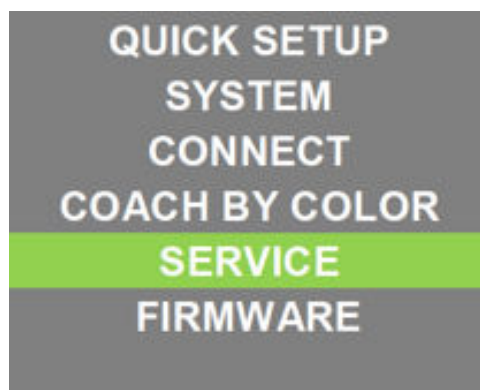 QUICK SETUP
SYSTEM
CONNECT
COACH BY COLOR
SERVICE
FIRMWARE